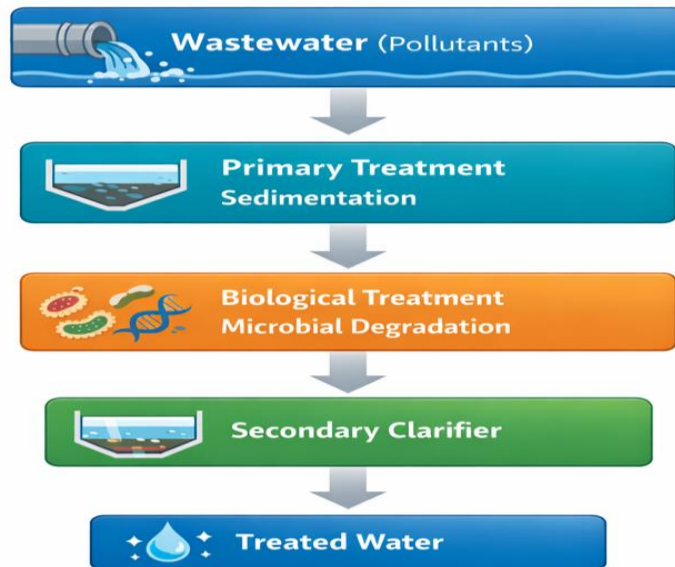 Wastewater (Pollutants)
Primary Treatment
Sedimentation
Biological Treatment
Microbial Degradation
Secondary Clarifier
Treated Water